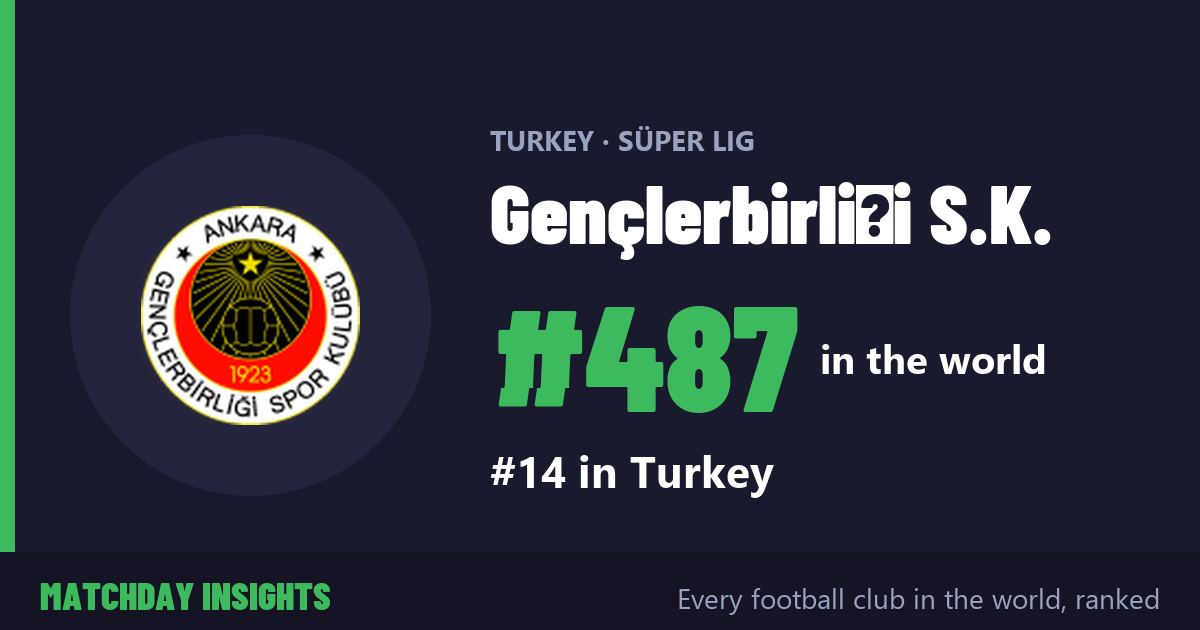 TURKEY · SÜPER LIG
Gençlerbirli�i S.K.
#487 in the world
#14 in Turkey
ANKARA
GENÇLERBİRLİĞİ SPOR KULÜBÜ
1923
MATCHDAY INSIGHTS
Every football club in the world, ranked